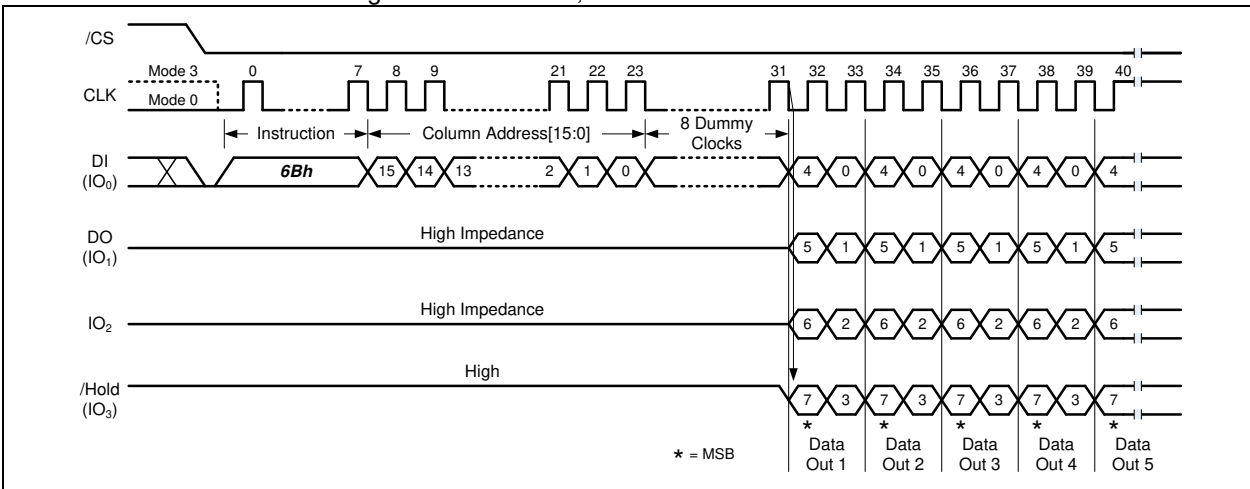 /CS
Mode 3 0 7 8 9 21 22 23 31 32 33 34 35 36 37 38 39 40
CLK
Mode 0
Instruction Column Address[15:0] 8 Dummy
Clocks
DI
(IO₀)
6Bh 15 14 13 2 1 0 4 0 4 0 4 0 4 0 4
DO
(IO₁)
High Impedance
5 1 5 1 5 1 5 1 5
IO₂
High Impedance
6 2 6 2 6 2 6 2 6
/Hold
(IO₃)
High
7 3 7 3 7 3 7 3 7
* * * * *
* = MSB
Data Data Data Data Data
Out 1 Out 2 Out 3 Out 4 Out 5